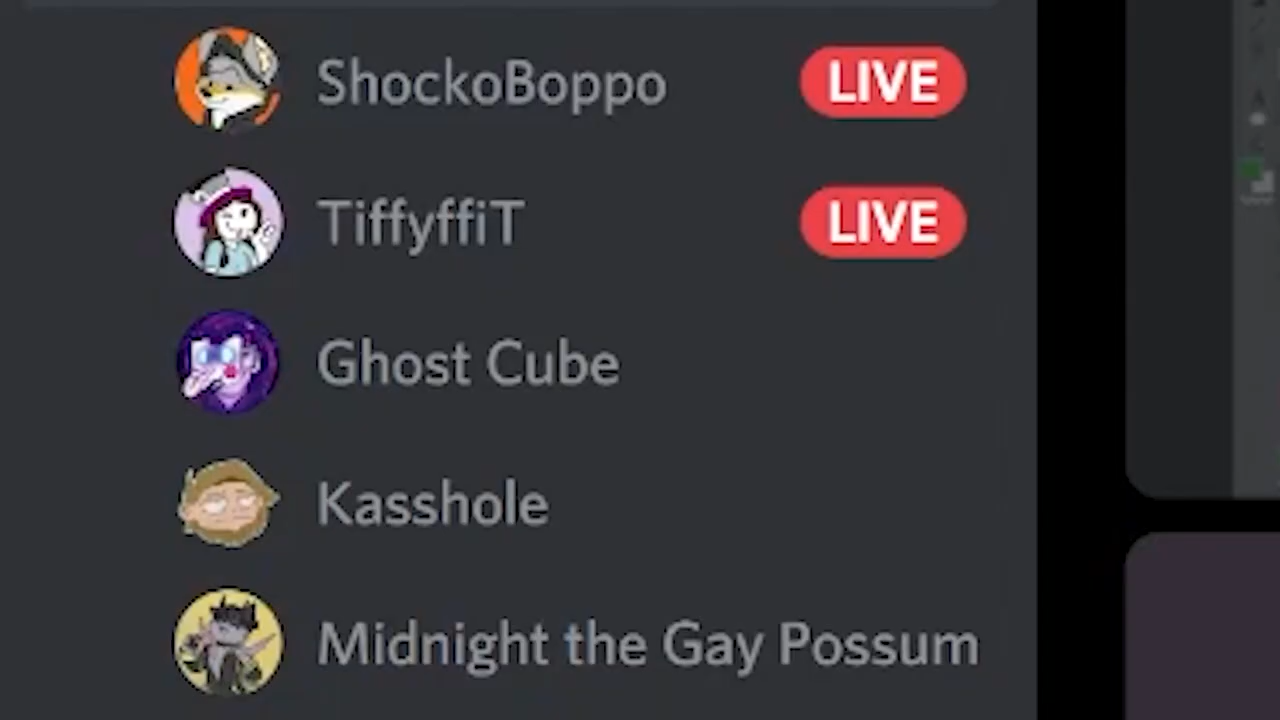 ShockoBoppo LIVE
TiffyffiT LIVE
Ghost Cube
Kasshole
Midnight the Gay Possum